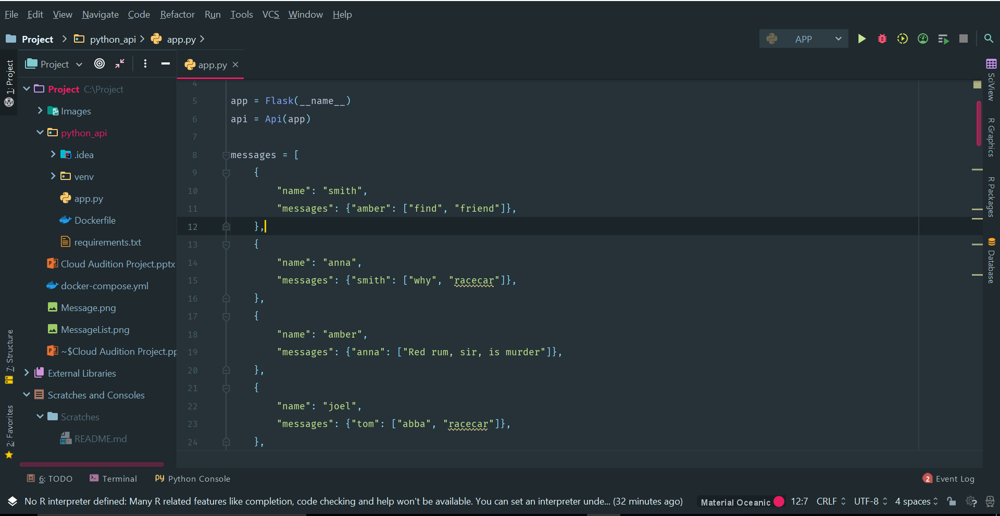 File Edit View Navigate Code Refactor Run Tools VCS Window Help
Project python_api app.py
APP
1: Project
Project
app.py
Project C:\Project
Images
python_api
.idea
venv
app.py
Dockerfile
requirements.txt
Cloud Audition Project.pptx
docker-compose.yml
Message.png
MessageList.png
~$Cloud Audition Project.pp
External Libraries
Scratches and Consoles
Scratches
README.md
7: Structure
2: Favorites
4
5 app = Flask(__name__)
6 api = Api(app)
7
8 messages = [
9 {
10 "name": "smith",
11 "messages": {"amber": ["find", "friend"]},
12 },
13 {
14 "name": "anna",
15 "messages": {"smith": ["why", "racecar"]},
16 },
17 {
18 "name": "amber",
19 "messages": {"anna": ["Red rum, sir, is murder"]},
20 },
21 {
22 "name": "joel",
23 "messages": {"tom": ["abba", "racecar"]},
24 },
SciView
R Graphics
R Packages
Database
6: TODO Terminal Python Console
2 Event Log
No R interpreter defined: Many R related features like completion, code checking and help won't be available. You can set an interpreter unde... (32 minutes ago)
Material Oceanic 12:7 CRLF UTF-8 4 spaces